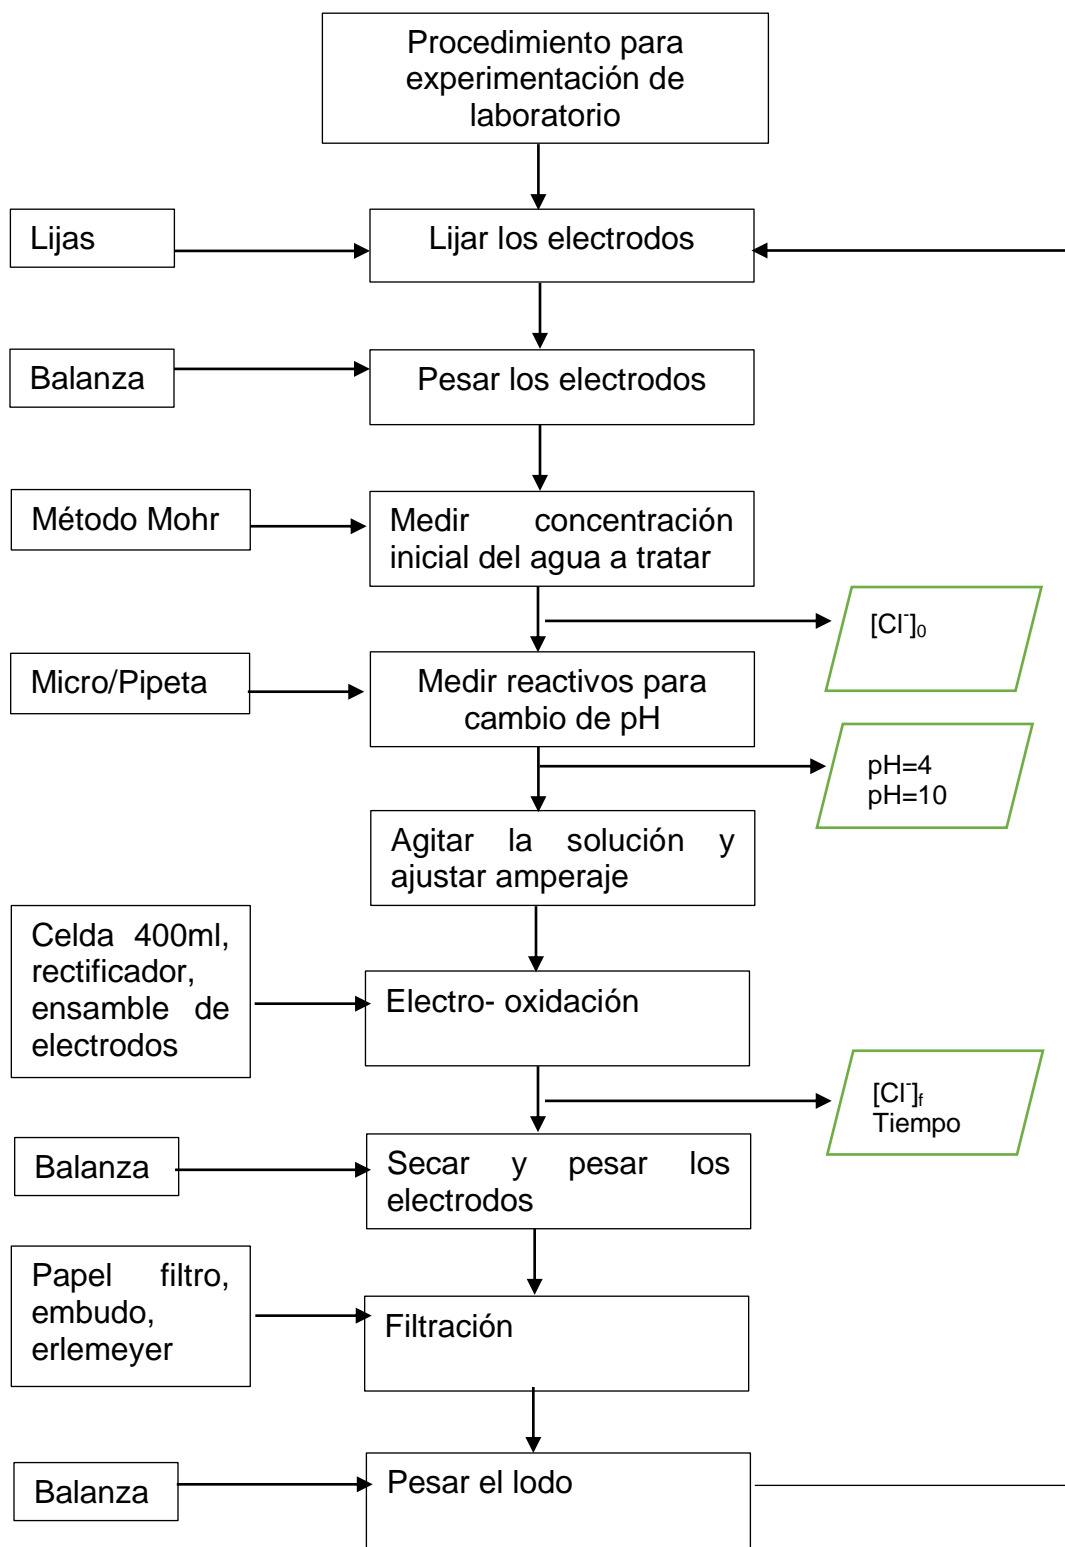 Procedimiento para
experimentación de
laboratorio
Lijas
Lijar los electrodos
Balanza
Pesar los electrodos
Método Mohr
Medir concentración
inicial del agua a tratar
[Cl⁻]₀
Micro/Pipeta
Medir reactivos para
cambio de pH
pH=4
pH=10
Agitar la solución y
ajustar amperaje
Celda 400ml,
rectificador,
ensamble de
electrodos
Electro- oxidación
[Cl⁻]f
Tiempo
Balanza
Secar y pesar los
electrodos
Papel filtro,
embudo,
erlemeyer
Filtración
Balanza
Pesar el lodo